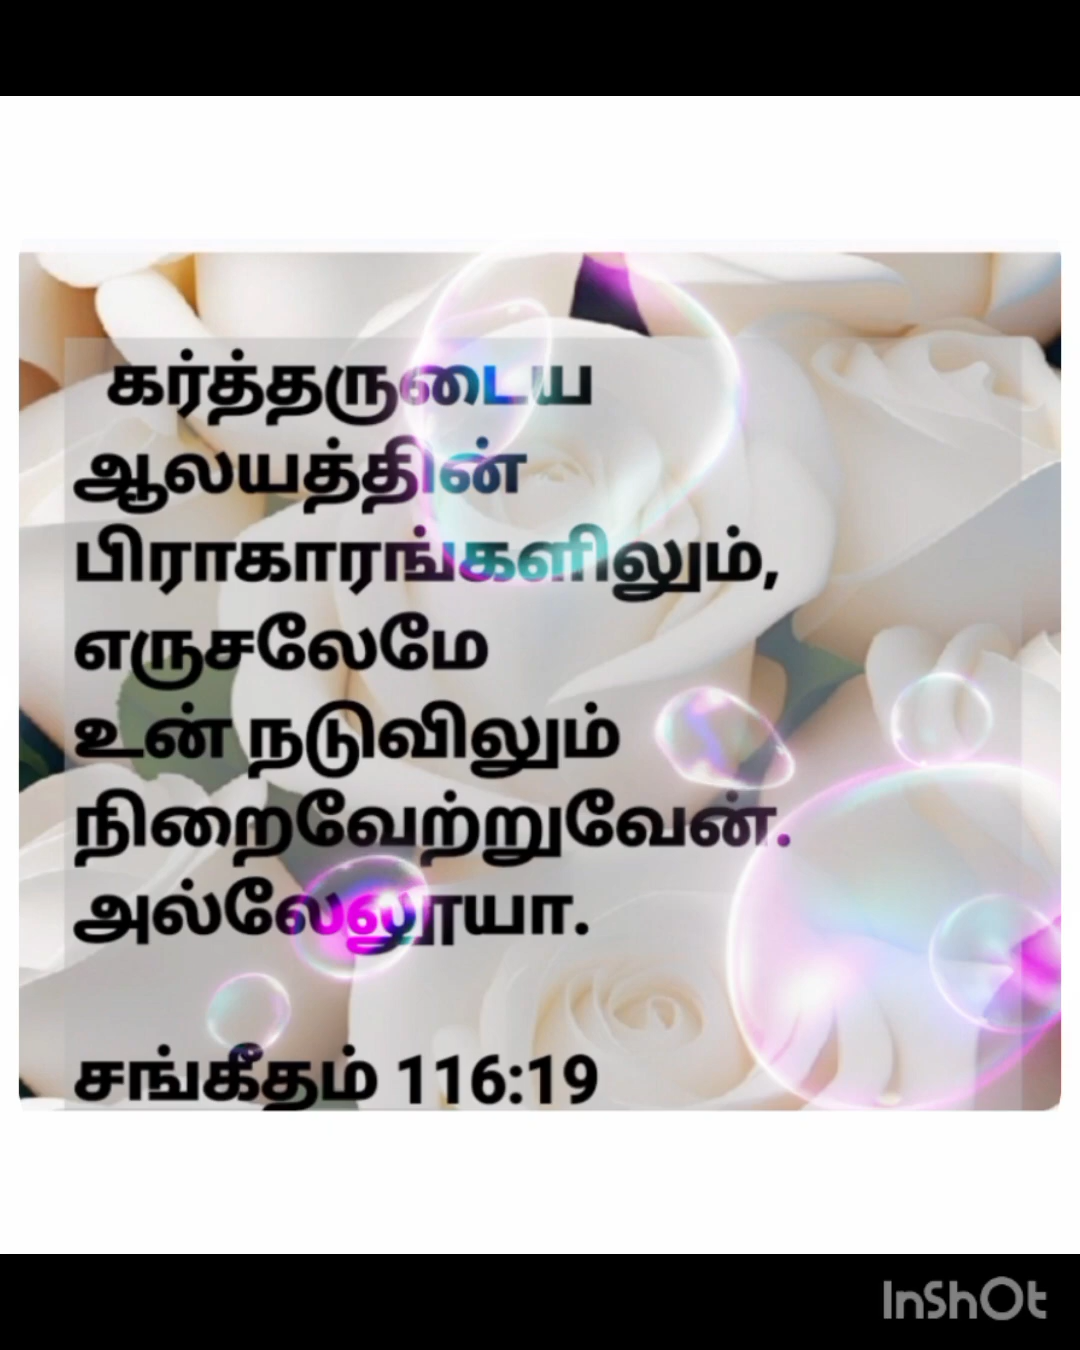 கர்த்தருடைய
ஆலயத்தின்
பிராகாரங்களிலும்,
எருசலேமே
உன் நடுவிலும்
நிறைவேற்றுவேன்.
அல்லேலூயா.
சங்கீதம் 116:19
InShOt